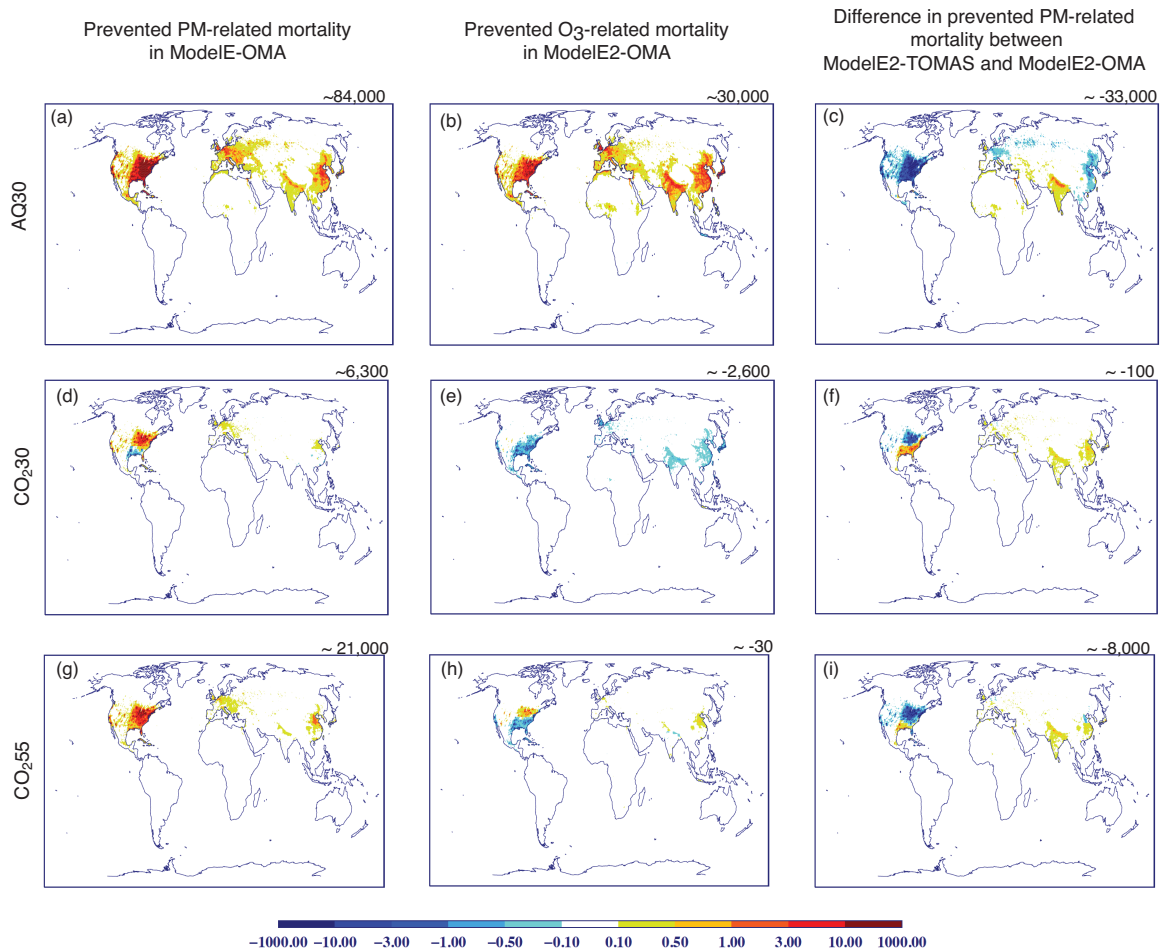 Prevented PM-related mortality
in ModelE-OMA
Prevented O3-related mortality
in ModelE2-OMA
Difference in prevented PM-related
mortality between
ModelE2-TOMAS and ModelE2-OMA
AQ30
(a)
~84,000
(b)
~30,000
(c)
~ -33,000
CO230
(d)
~6,300
(e)
~ -2,600
(f)
~ -100
CO255
(g)
~ 21,000
(h)
~ -30
(i)
~ -8,000
-1000.00 -10.00 -3.00 -1.00 -0.50 -0.10 0.10 0.50 1.00 3.00 10.00 1000.00